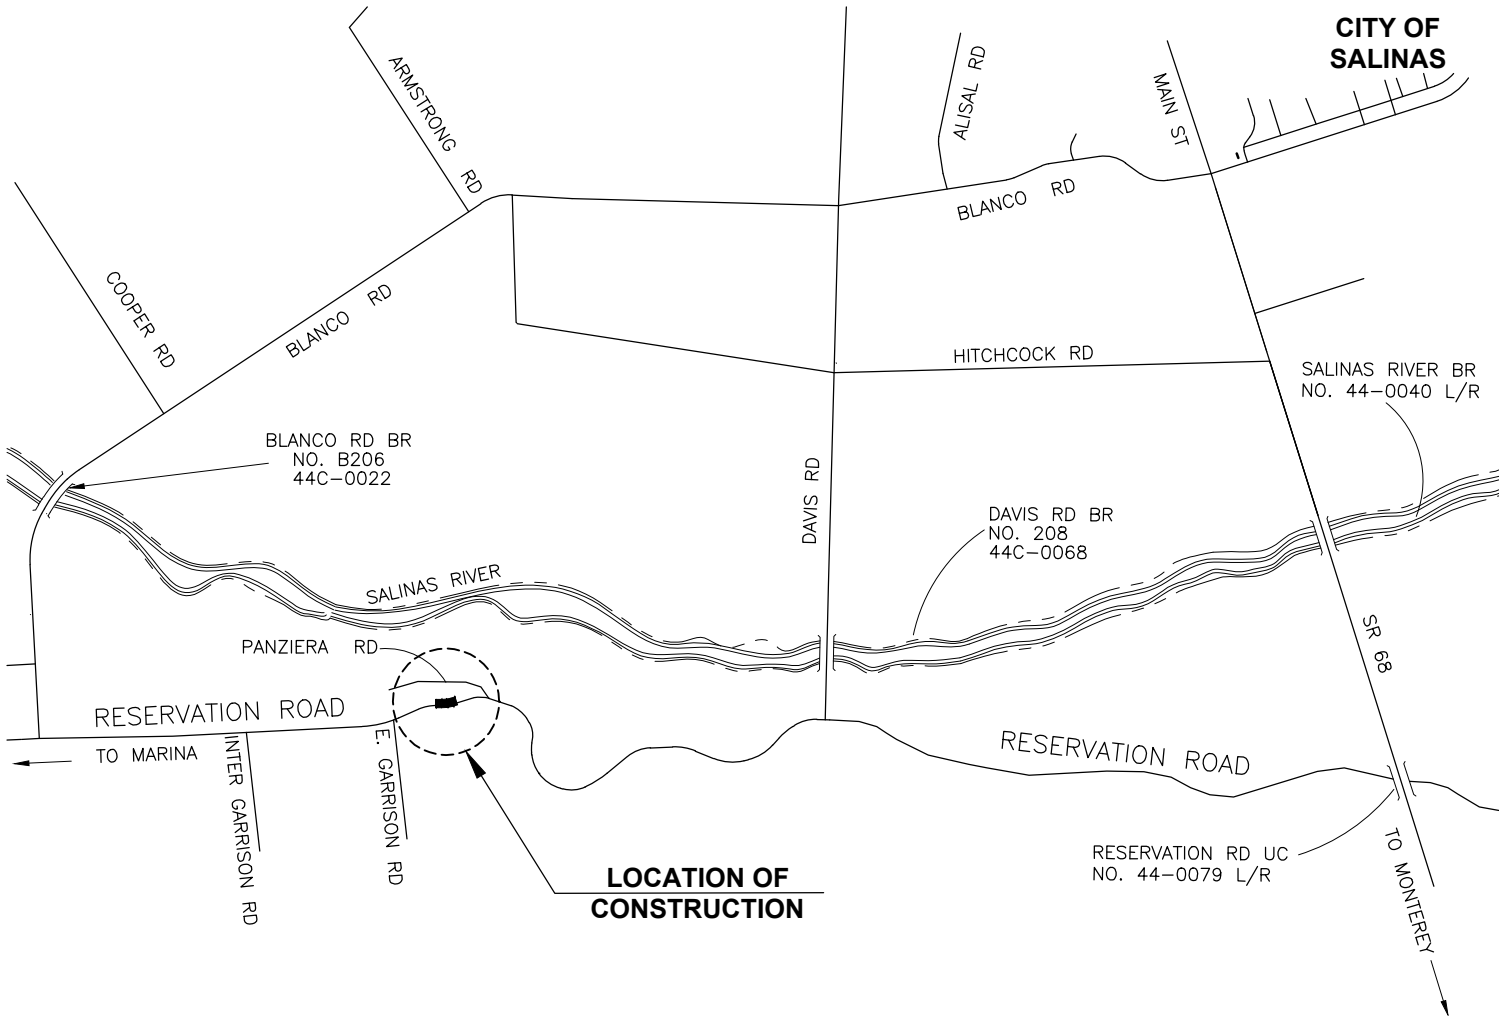 CITY OF
SALINAS
ARMSTRONG RD
ALISAL RD
MAIN ST
BLANCO RD
COOPER RD
BLANCO RD
HITCHCOCK RD
SALINAS RIVER BR
NO. 44-0040 L/R
BLANCO RD BR
NO. B206
44C-0022
DAVIS RD
DAVIS RD BR
NO. 208
44C-0068
SALINAS RIVER
PANZIERA RD
SR 68
RESERVATION ROAD
TO MARINA
INTER GARRISON RD
E. GARRISON RD
RESERVATION ROAD
LOCATION OF
CONSTRUCTION
RESERVATION RD UC
NO. 44-0079 L/R
TO MONTEREY